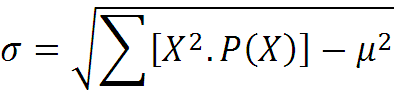 σ = √∑[X².P(X)] − μ²